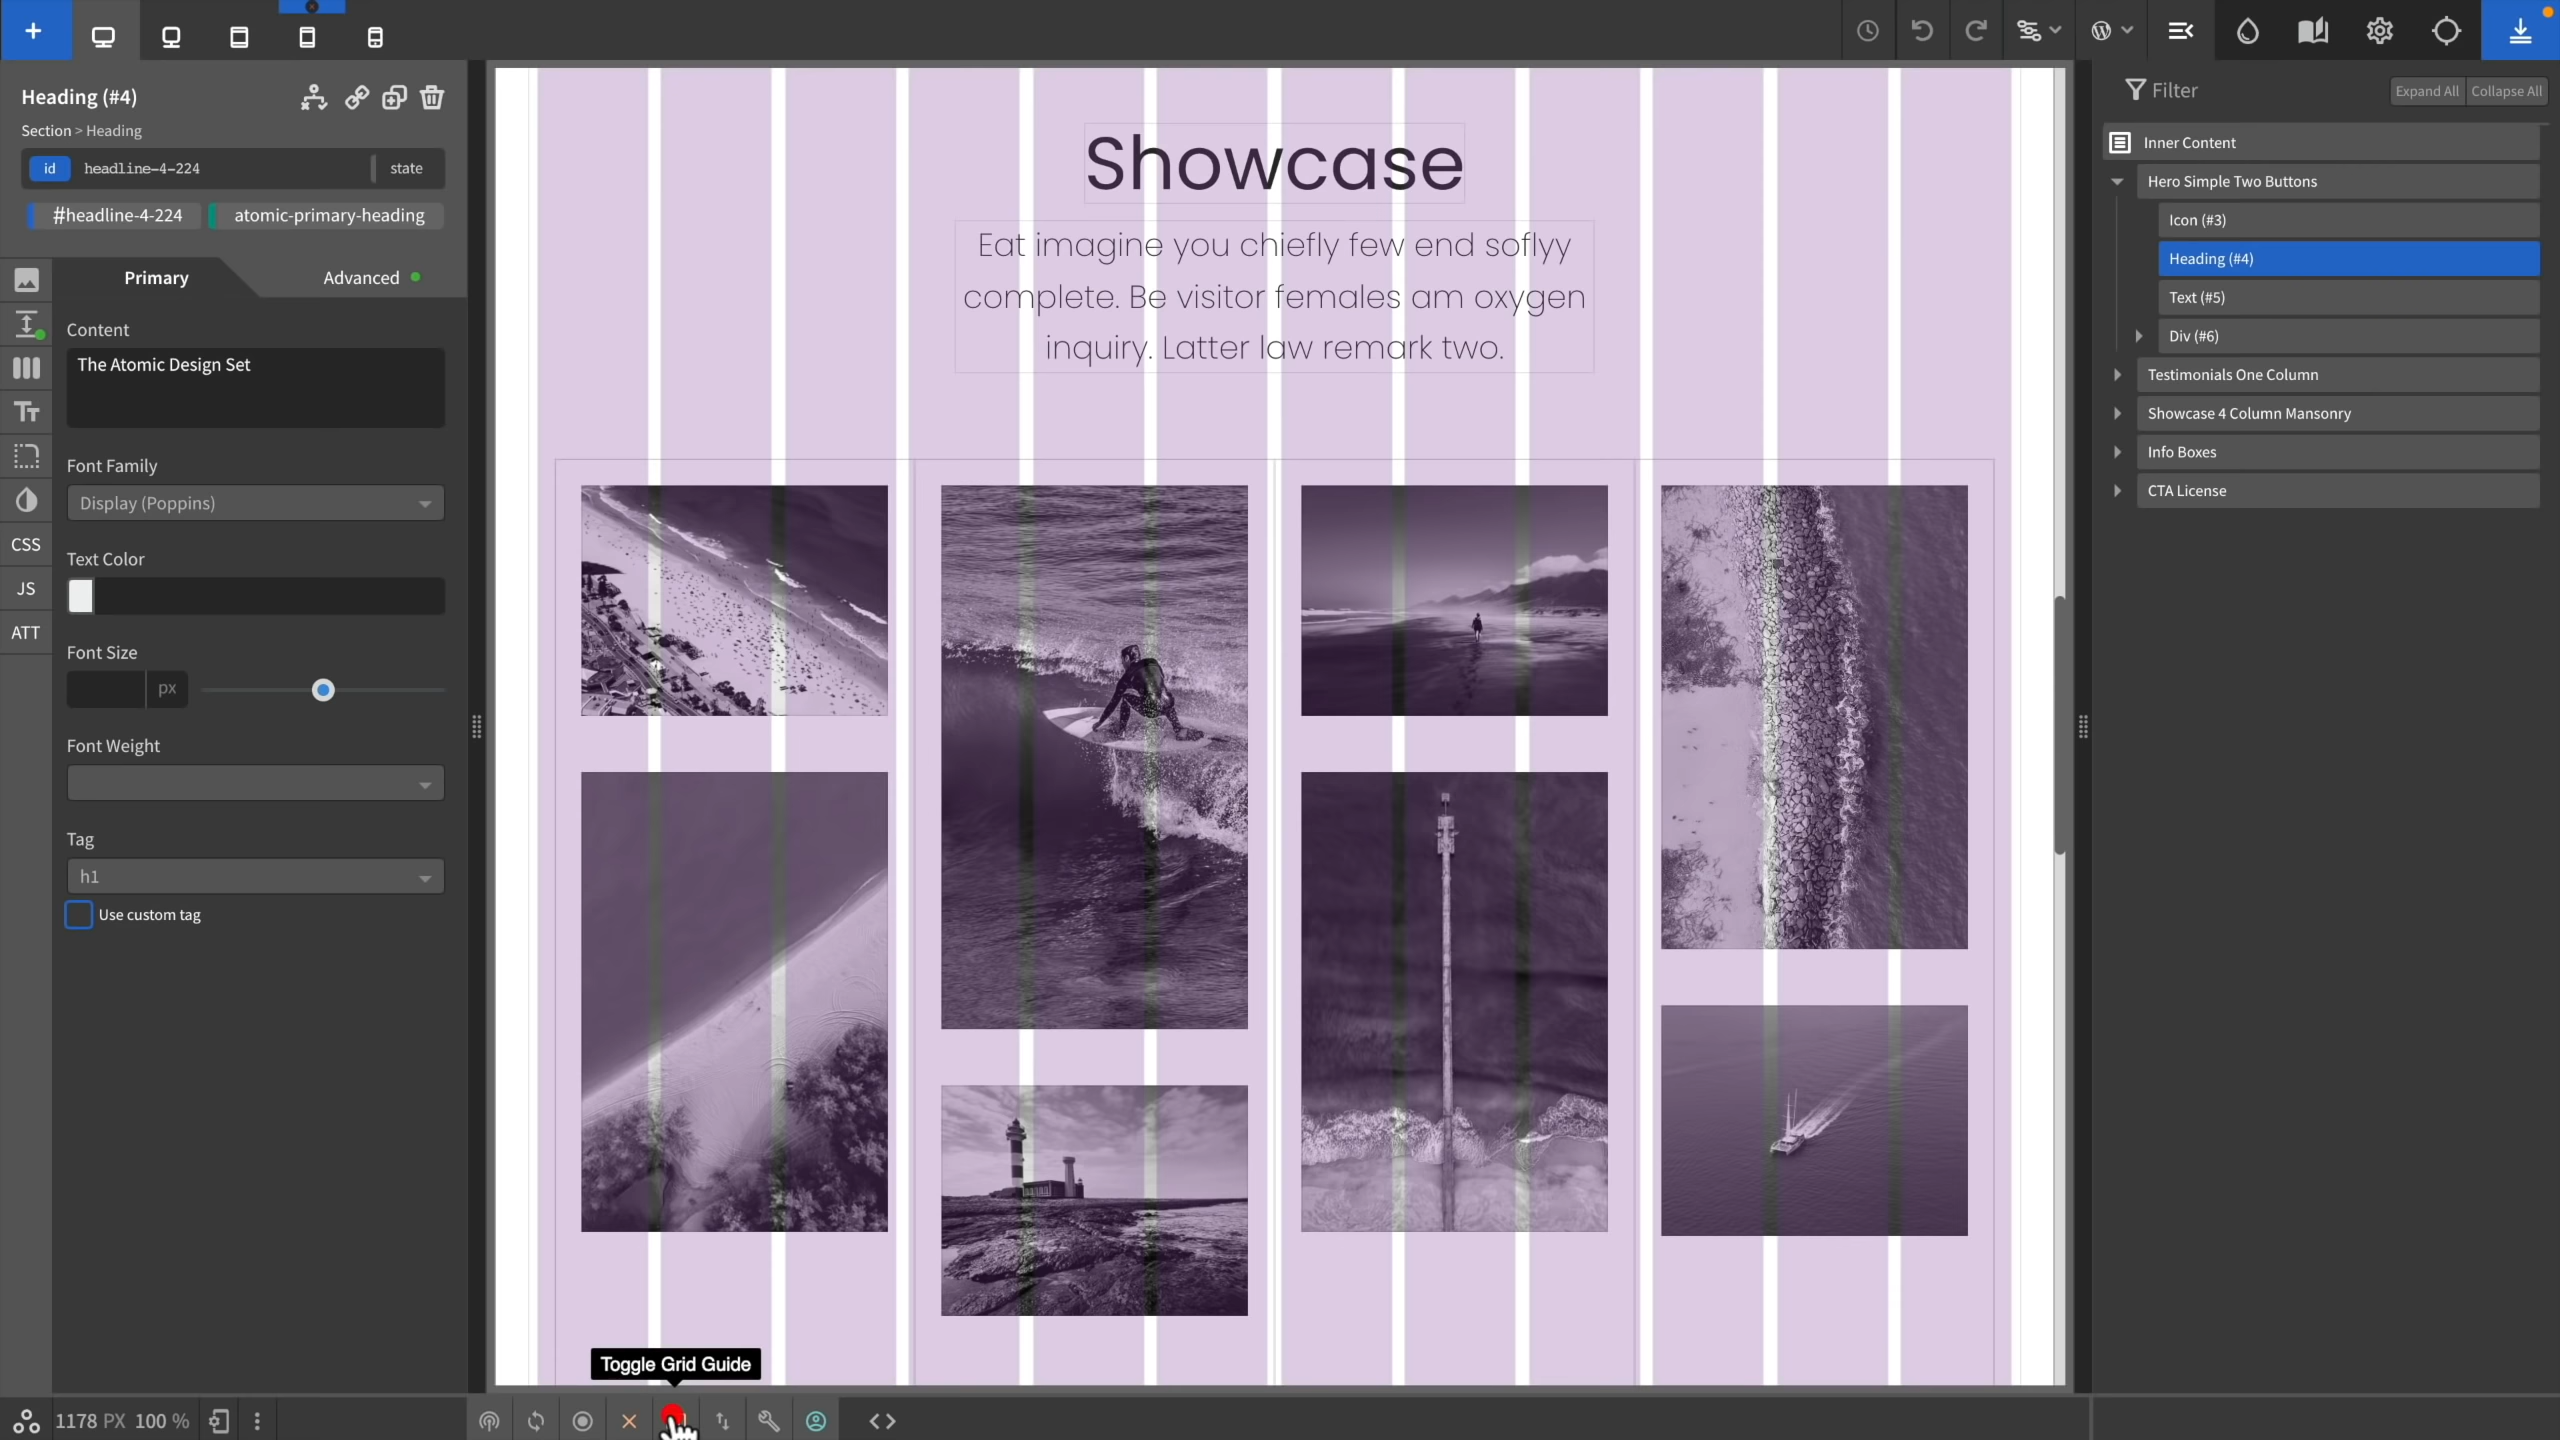 Heading (#4)
Section > Heading
id headline-4-224 state
#headline-4-224 atomic-primary-heading
Primary Advanced
CSS
JS
ATT
Content
The Atomic Design Set
Font Family
Display (Poppins)
Text Color
Font Size
px
Font Weight
Tag
h1
Use custom tag
Showcase
Eat imagine you chiefly few end soflyy
complete. Be visitor females am oxygen
inquiry. Latter law remark two.
Toggle Grid Guide
1178 PX 100 %
Filter Expand All Collapse All
Inner Content
Hero Simple Two Buttons
Icon (#3)
Heading (#4)
Text (#5)
Div (#6)
Testimonials One Column
Showcase 4 Column Mansonry
Info Boxes
CTA License